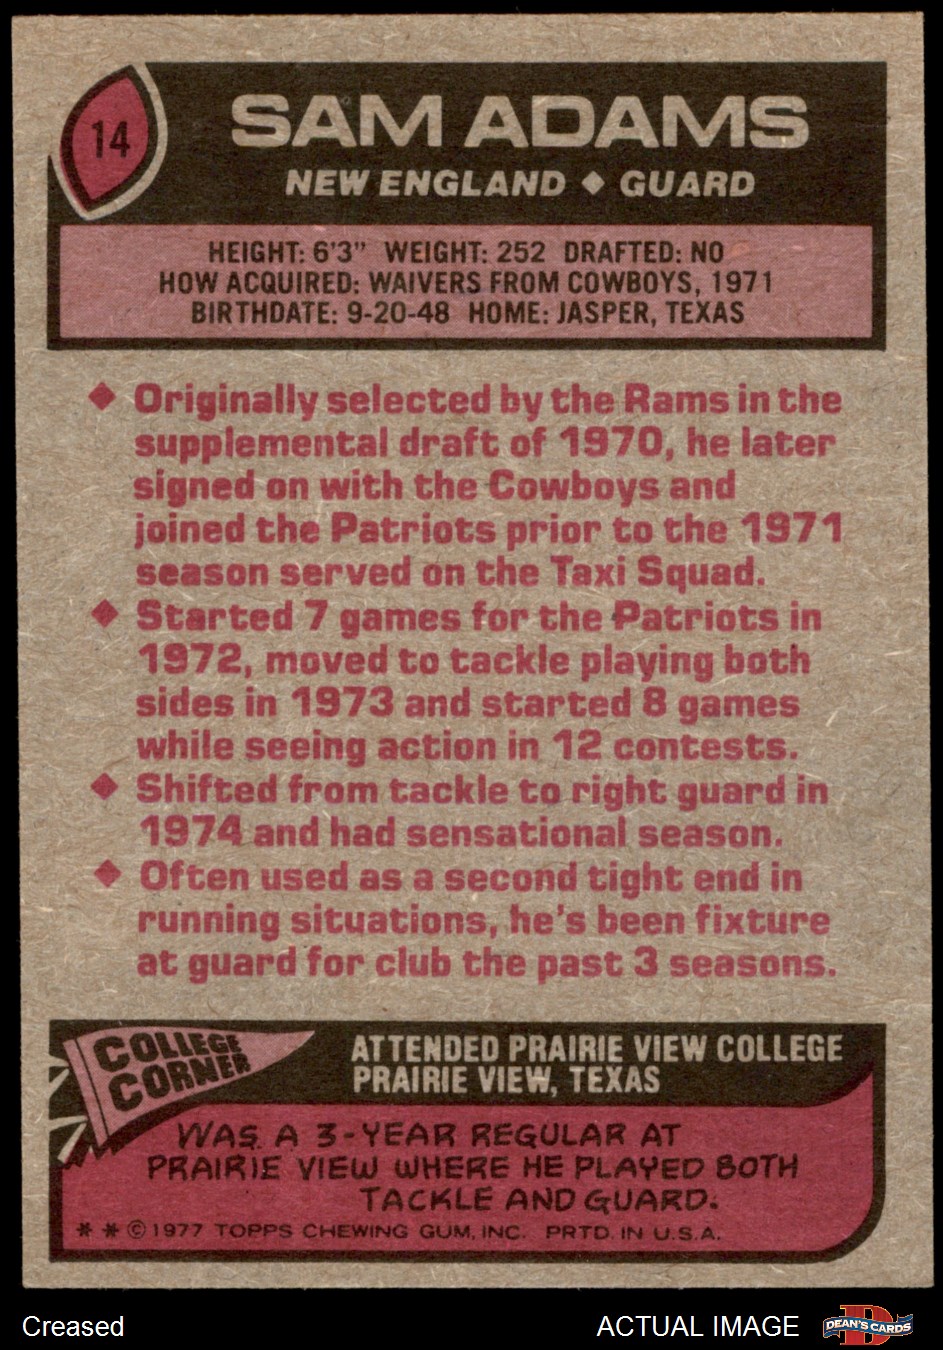 14
SAM ADAMS
NEW ENGLAND ♦ GUARD
HEIGHT: 6'3" WEIGHT: 252 DRAFTED: NO
HOW ACQUIRED: WAIVERS FROM COWBOYS, 1971
BIRTHDATE: 9-20-48 HOME: JASPER, TEXAS
♦ Originally selected by the Rams in the
supplemental draft of 1970, he later
signed on with the Cowboys and
joined the Patriots prior to the 1971
season served on the Taxi Squad.
♦ Started 7 games for the Patriots in
1972, moved to tackle playing both
sides in 1973 and started 8 games
while seeing action in 12 contests.
♦ Shifted from tackle to right guard in
1974 and had sensational season.
♦ Often used as a second tight end in
running situations, he's been fixture
at guard for club the past 3 seasons.
COLLEGE
CORNER
ATTENDED PRAIRIE VIEW COLLEGE
PRAIRIE VIEW, TEXAS
WAS A 3-YEAR REGULAR AT
PRAIRIE VIEW WHERE HE PLAYED BOTH
TACKLE AND GUARD.
* * © 1977 TOPPS CHEWING GUM, INC. PRTD. IN U.S.A.
Creased
ACTUAL IMAGE
D
DEAN'S CARDS